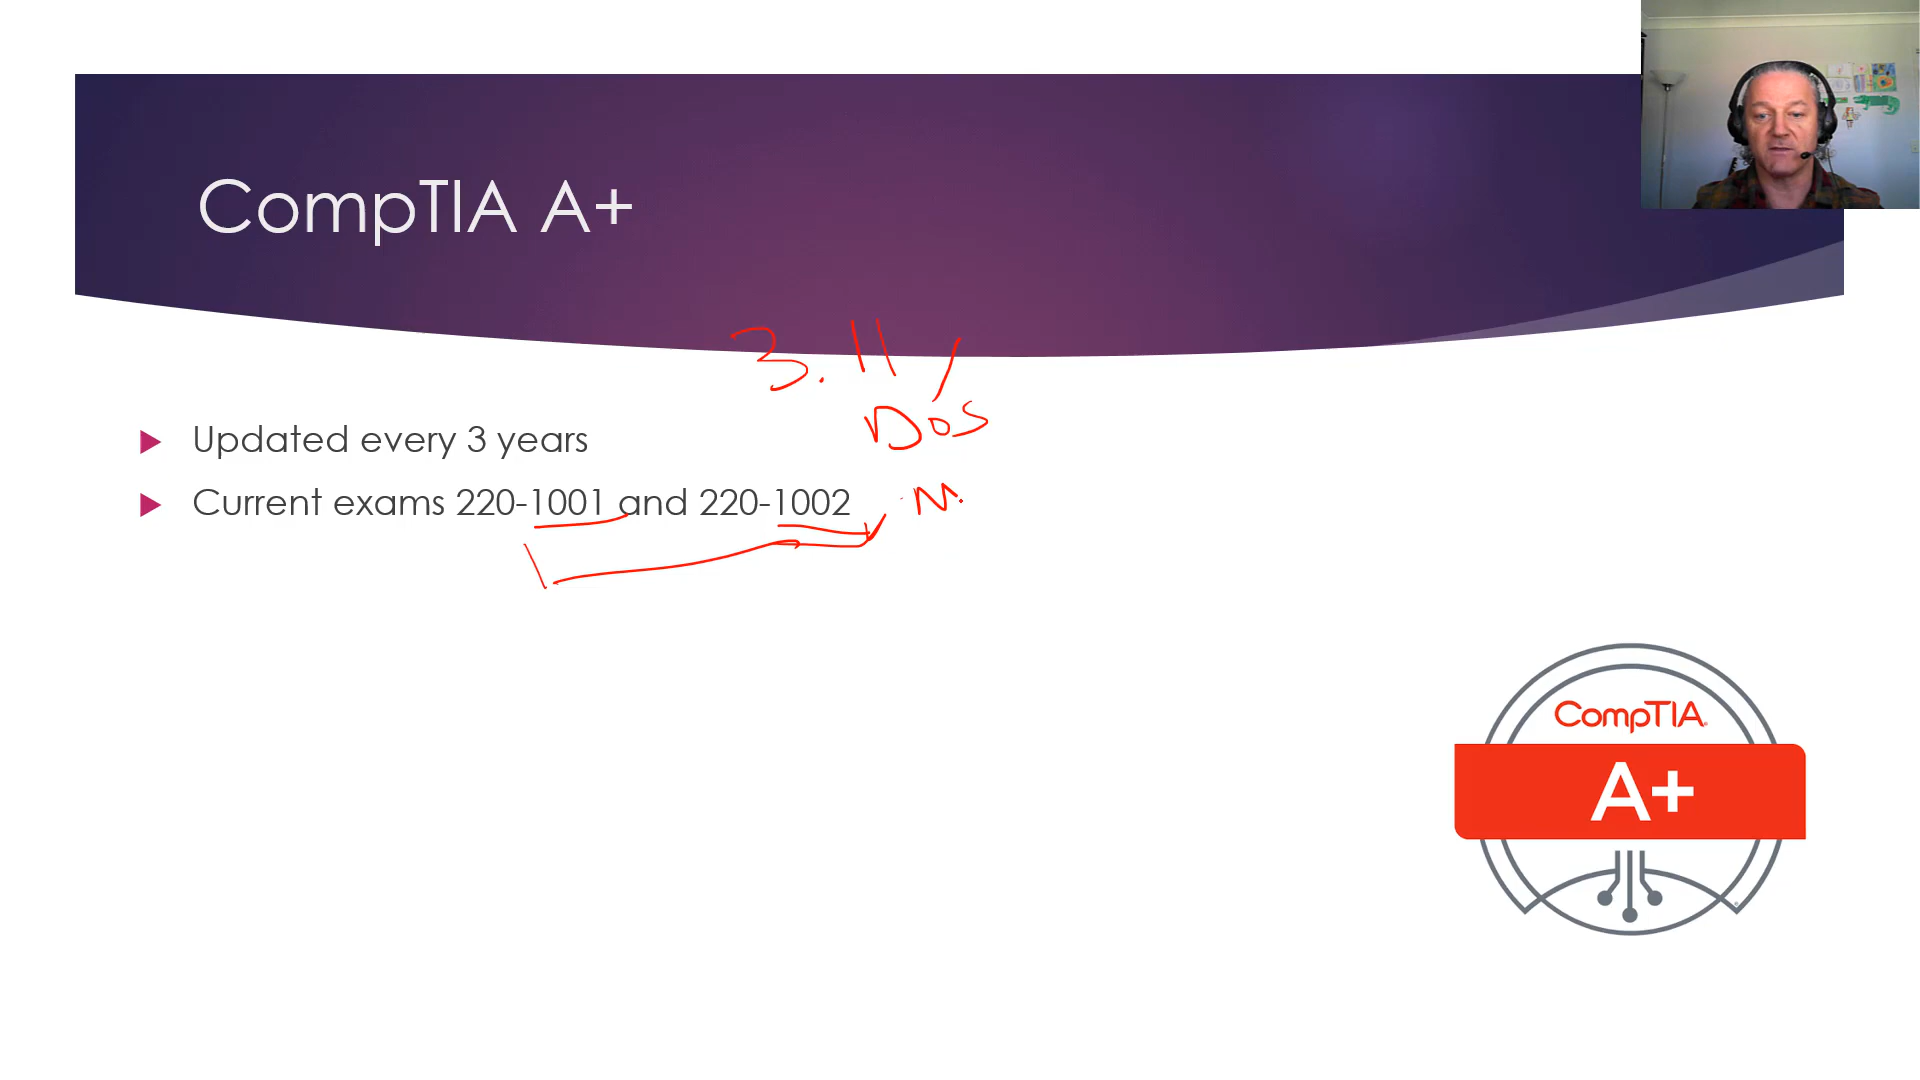 CompTIA A+
3.11
Dos
Updated every 3 years
Current exams 220-1001 and 220-1002
M.
CompTIA
A+